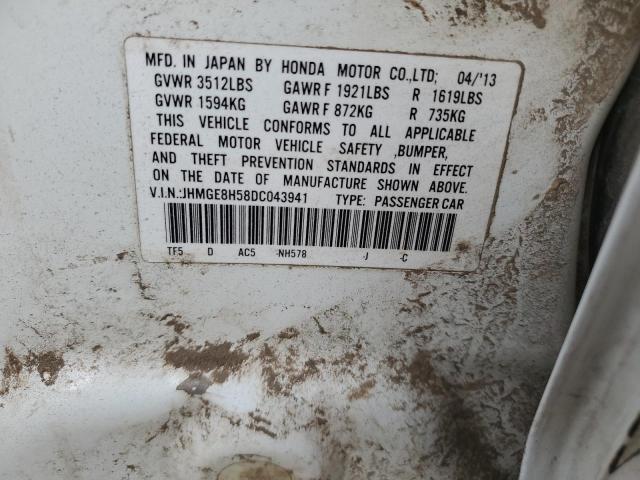 MFD. IN JAPAN BY HONDA MOTOR CO.,LTD; 04/'13
GVWR 3512LBS GAWR F 1921LBS R 1619LBS
GVWR 1594KG GAWR F 872KG R 735KG
THIS VEHICLE CONFORMS TO ALL APPLICABLE
FEDERAL MOTOR VEHICLE SAFETY ,BUMPER,
AND THEFT PREVENTION STANDARDS IN EFFECT
ON THE DATE OF MANUFACTURE SHOWN ABOVE.
V.I.N.:JHMGE8H58DC043941 TYPE: PASSENGER CAR
TF5 D AC5 -NH578 -J -C